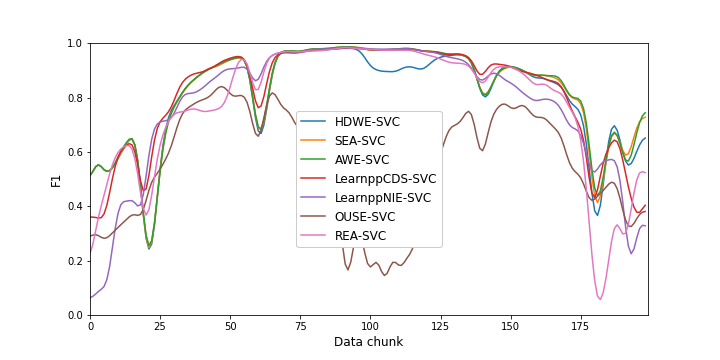 1.0
0.8
0.6
0.4
0.2
0.0
F1
HDWE-SVC
SEA-SVC
AWE-SVC
LearnppCDS-SVC
LearnppNIE-SVC
OUSE-SVC
REA-SVC
0 25 50 75 100 125 150 175
Data chunk